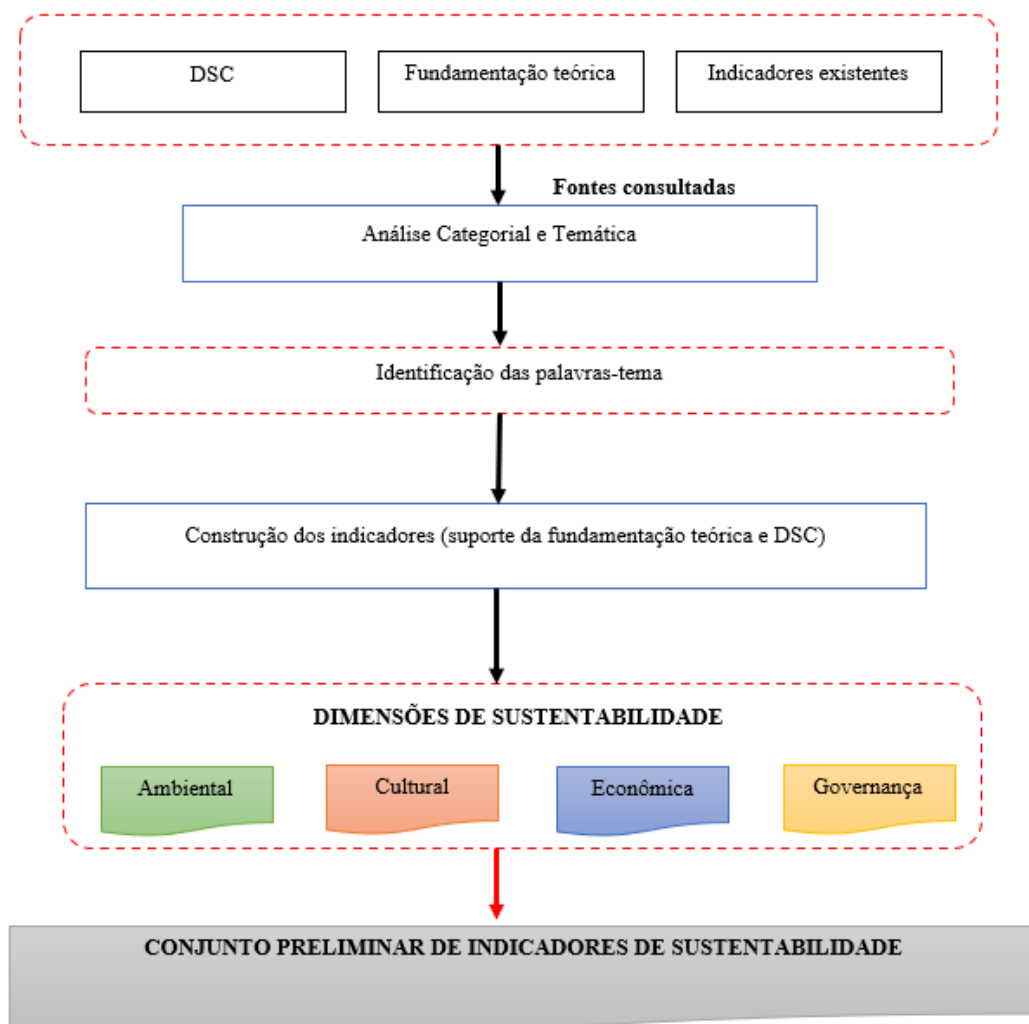 DSC
Fundamentação teórica
Indicadores existentes
Fontes consultadas
Análise Categorial e Temática
Identificação das palavras-tema
Construção dos indicadores (suporte da fundamentação teórica e DSC)
DIMENSÕES DE SUSTENTABILIDADE
Ambiental
Cultural
Econômica
Governança
CONJUNTO PRELIMINAR DE INDICADORES DE SUSTENTABILIDADE